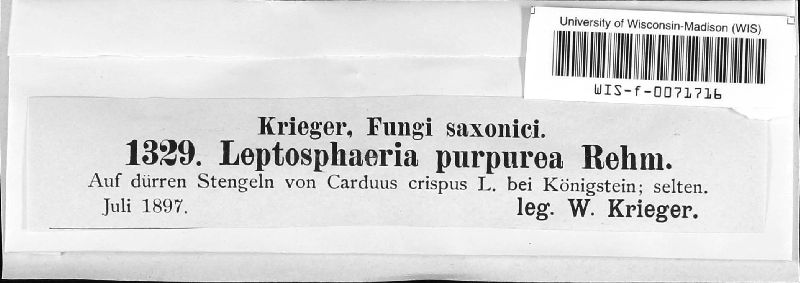 University of Wisconsin-Madison (WIS)
WIS-f-0071716
Krieger, Fungi saxonici.
1329. Leptosphaeria purpurea Rehm.
Auf dürren Stengeln von Carduus crispus L. bei Königstein; selten.
Juli 1897. leg. W. Krieger.